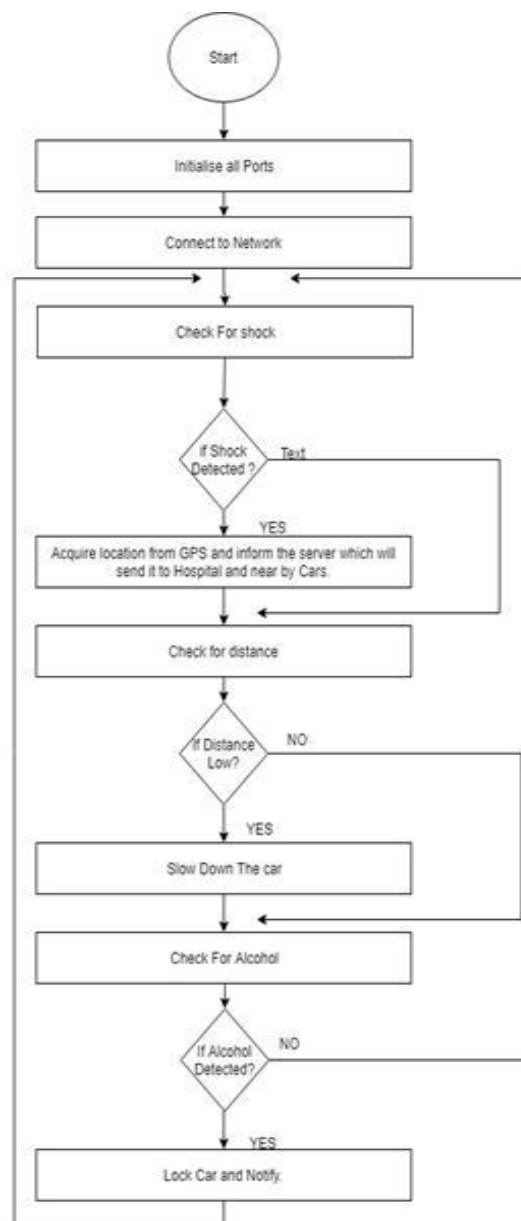 Start
Initialise all Ports
Connect to Network
Check For shock
If Shock
Detected ?
Text
YES
Acquire location from GPS and inform the server which will
send it to Hospital and near by Cars.
Check for distance
If Distance
Low?
NO
YES
Slow Down The car
Check For Alcohol
If Alcohol
Detected?
NO
YES
Lock Car and Notify.